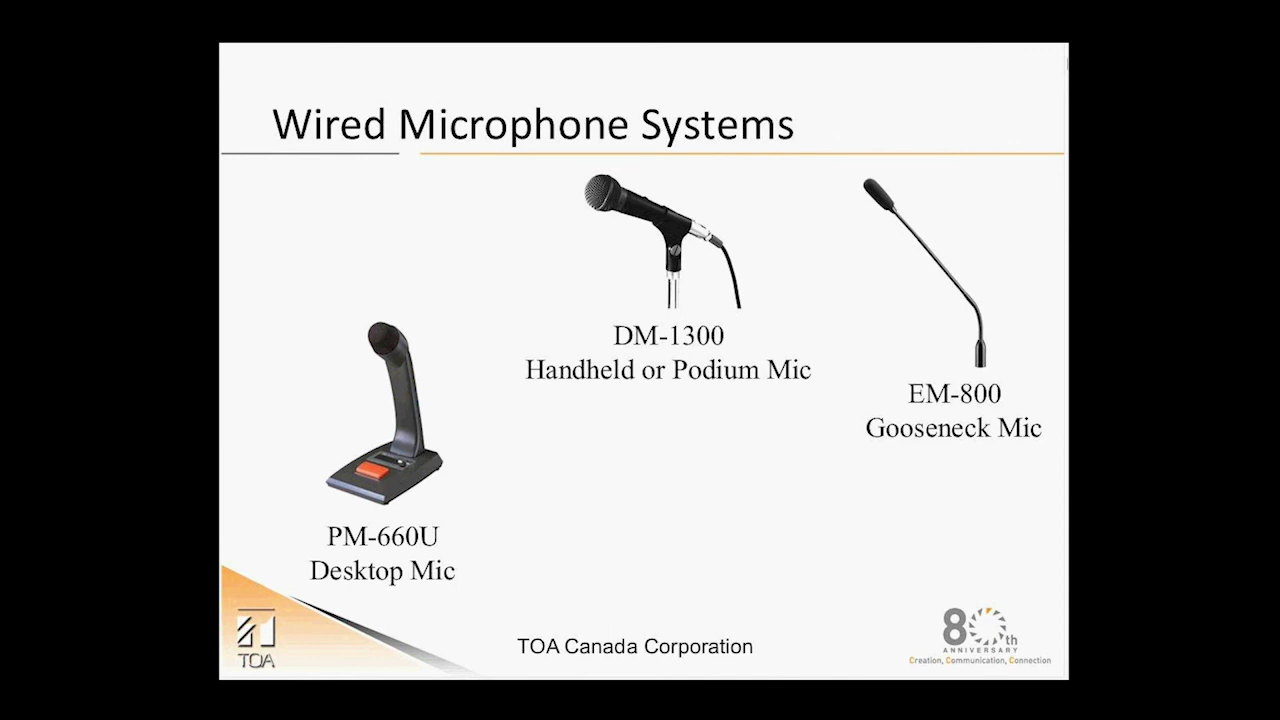 Wired Microphone Systems
DM-1300
Handheld or Podium Mic
EM-800
Gooseneck Mic
PM-660U
Desktop Mic
TOA
TOA Canada Corporation
80th
ANNIVERSARY
Creation, Communication, Connection